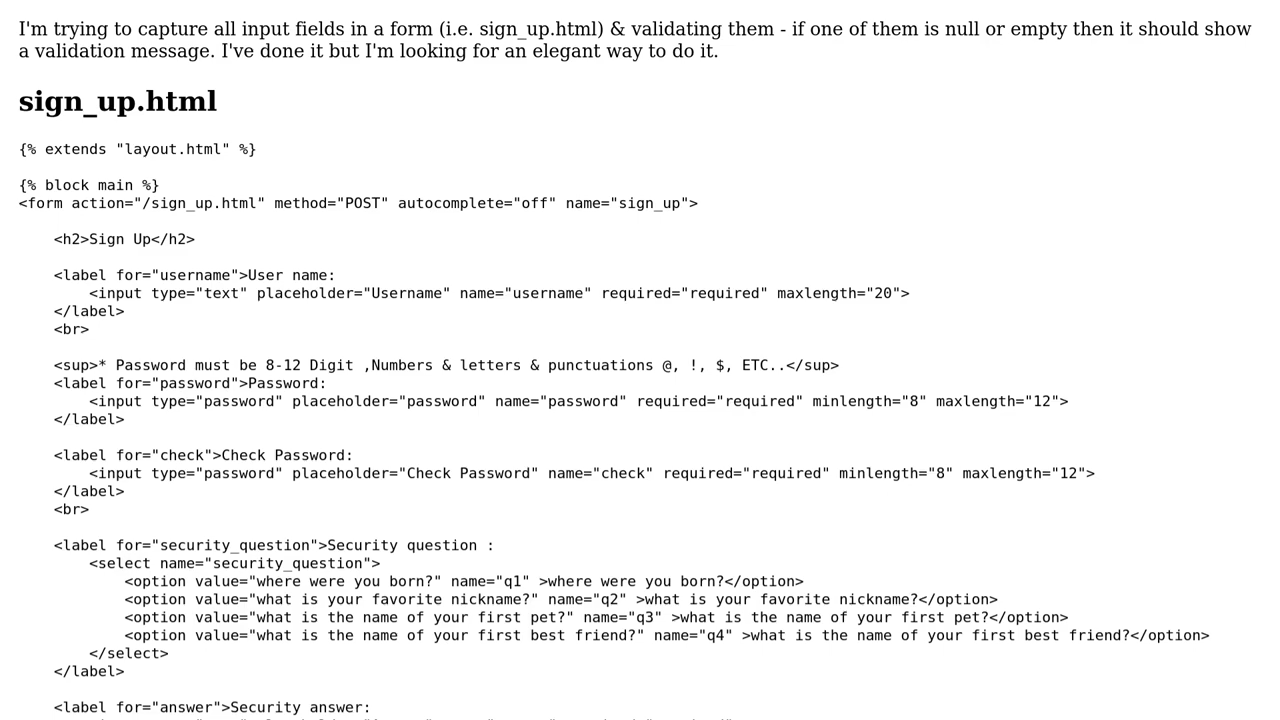 I'm trying to capture all input fields in a form (i.e. sign_up.html) & validating them - if one of them is null or empty then it should show
a validation message. I've done it but I'm looking for an elegant way to do it.
sign_up.html
{% extends "layout.html" %}
{% block main %}
<form action="/sign_up.html" method="POST" autocomplete="off" name="sign_up">
<h2>Sign Up</h2>
<label for="username">User name:
<input type="text" placeholder="Username" name="username" required="required" maxlength="20">
</label>
<br>
<sup>* Password must be 8-12 Digit ,Numbers & letters & punctuations @, !, $, ETC..</sup>
<label for="password">Password:
<input type="password" placeholder="password" name="password" required="required" minlength="8" maxlength="12">
</label>
<label for="check">Check Password:
<input type="password" placeholder="Check Password" name="check" required="required" minlength="8" maxlength="12">
</label>
<br>
<label for="security_question">Security question :
<select name="security_question">
<option value="where were you born?" name="q1" >where were you born?</option>
<option value="what is your favorite nickname?" name="q2" >what is your favorite nickname?</option>
<option value="what is the name of your first pet?" name="q3" >what is the name of your first pet?</option>
<option value="what is the name of your first best friend?" name="q4" >what is the name of your first best friend?</option>
</select>
</label>
<label for="answer">Security answer: